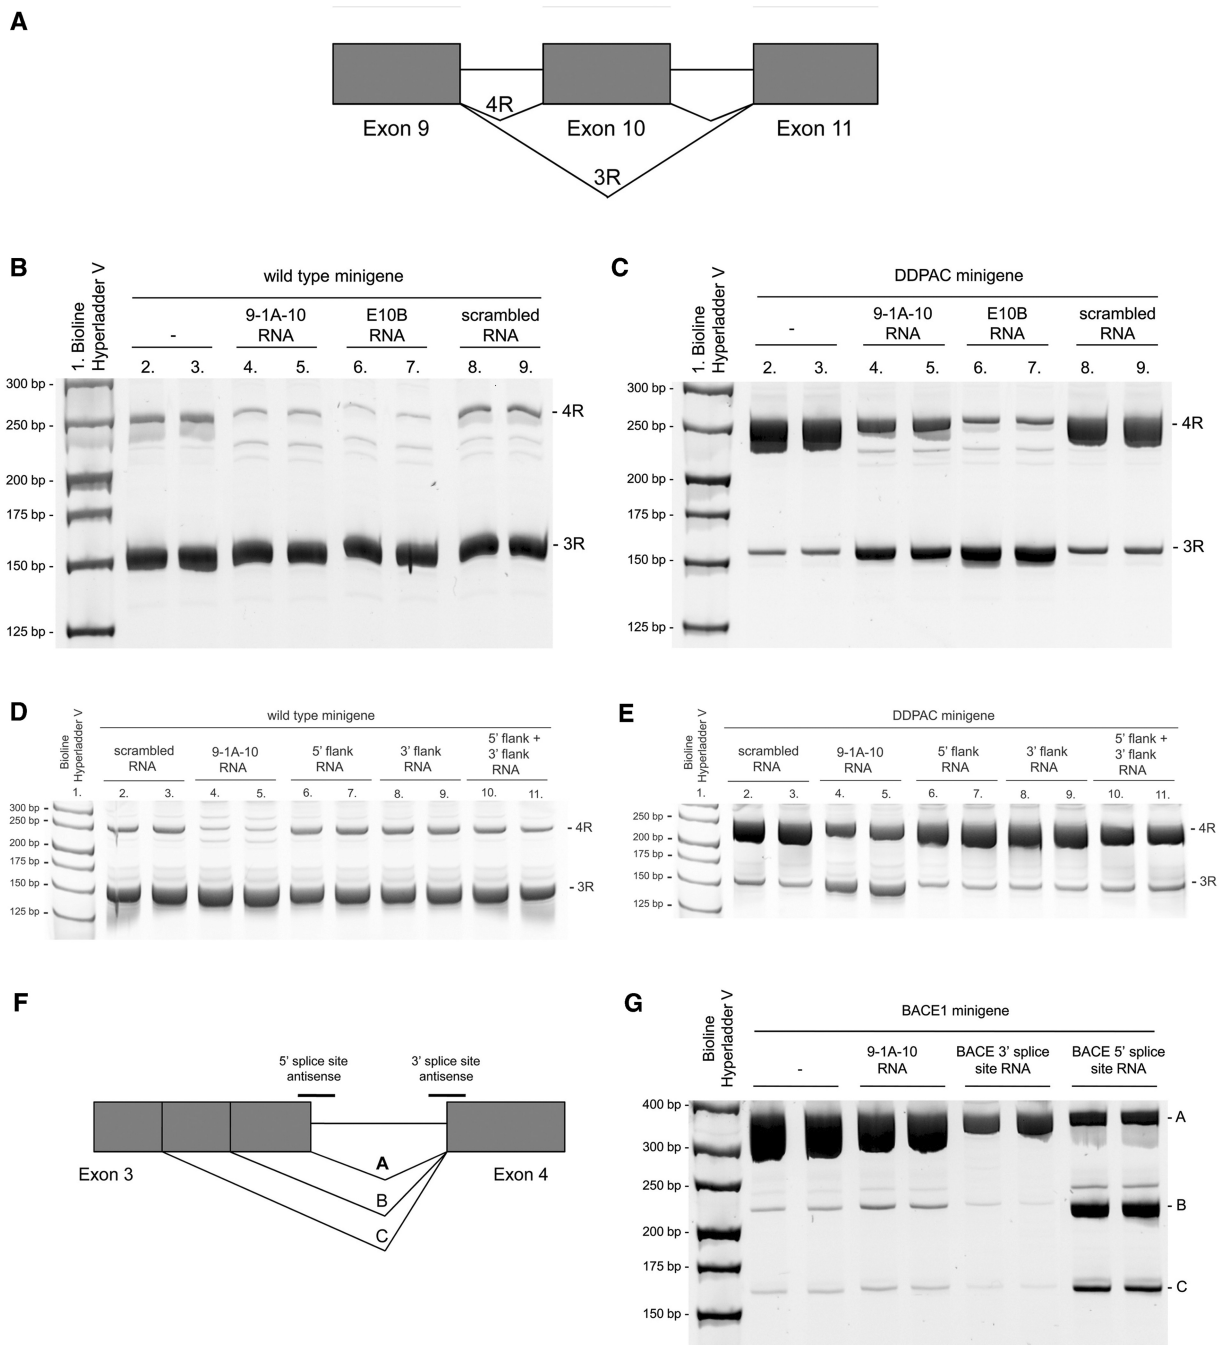 A
4R
Exon 9
Exon 10
Exon 11
3R
B
1. Bioline
Hyperladder V
wild type minigene
-
9-1A-10
RNA
E10B
RNA
scrambled
RNA
2.
3.
4.
5.
6.
7.
8.
9.
300 bp -
250 bp -
200 bp -
175 bp -
150 bp -
125 bp -
- 4R
- 3R
C
1. Bioline
Hyperladder V
DDPAC minigene
-
9-1A-10
RNA
E10B
RNA
scrambled
RNA
2.
3.
4.
5.
6.
7.
8.
9.
300 bp -
250 bp -
200 bp -
175 bp -
150 bp -
125 bp -
- 4R
- 3R
D
Bioline
Hyperladder V
wild type minigene
scrambled
RNA
9-1A-10
RNA
5' flank
RNA
3' flank
RNA
5' flank +
3' flank
RNA
1.
2.
3.
4.
5.
6.
7.
8.
9.
10.
11.
300 bp -
250 bp -
200 bp -
175 bp -
150 bp -
125 bp -
- 4R
- 3R
E
Bioline
Hyperladder V
DDPAC minigene
scrambled
RNA
9-1A-10
RNA
5' flank
RNA
3' flank
RNA
5' flank +
3' flank
RNA
1.
2.
3.
4.
5.
6.
7.
8.
9.
10.
11.
250 bp -
200 bp -
175 bp -
150 bp -
125 bp -
- 4R
- 3R
F
5' splice site
antisense
3' splice site
antisense
Exon 3
A
Exon 4
B
C
G
Bioline
Hyperladder V
BACE1 minigene
-
9-1A-10
RNA
BACE 3' splice
site RNA
BACE 5' splice
site RNA
400 bp -
300 bp -
250 bp -
200 bp -
175 bp -
150 bp -
- A
- B
- C